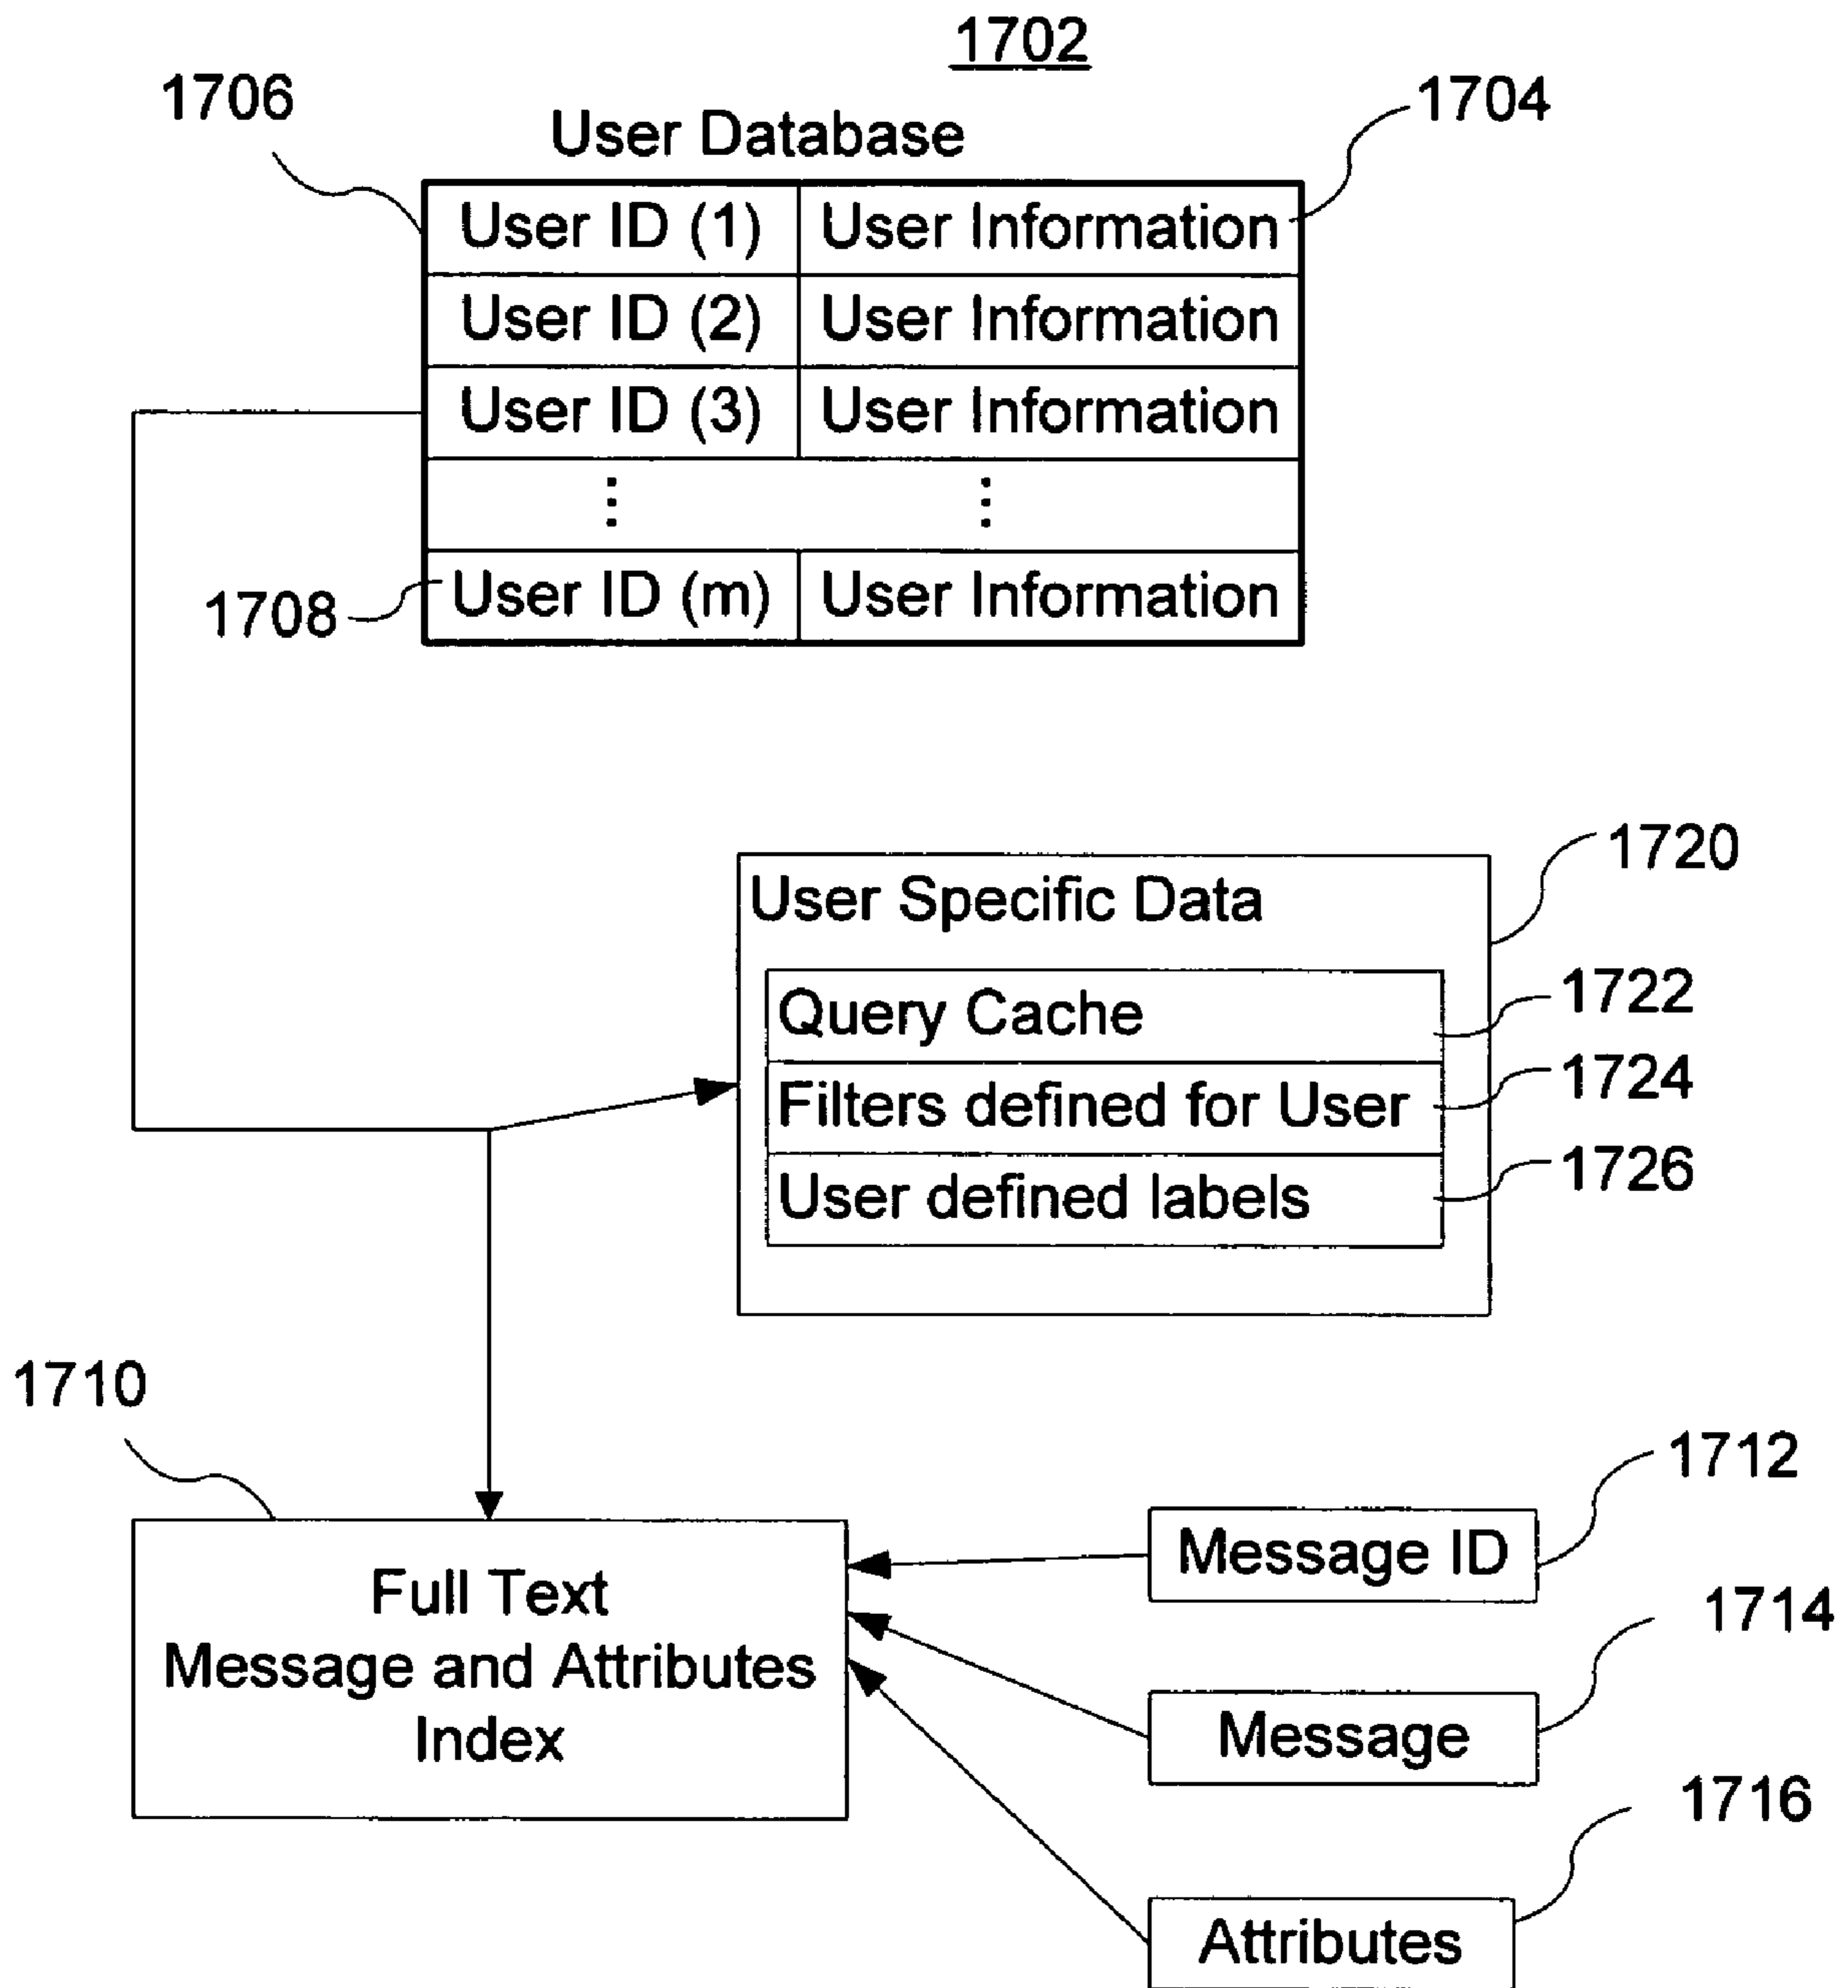 1702
1706
1704
User Database
User ID (1) User Information
User ID (2) User Information
User ID (3) User Information
⋮ ⋮
1708 User ID (m) User Information
1720
User Specific Data
Query Cache 1722
Filters defined for User 1724
User defined labels 1726
1710
1712
Message ID
Full Text
Message and Attributes
Index
1714
Message
1716
Attributes